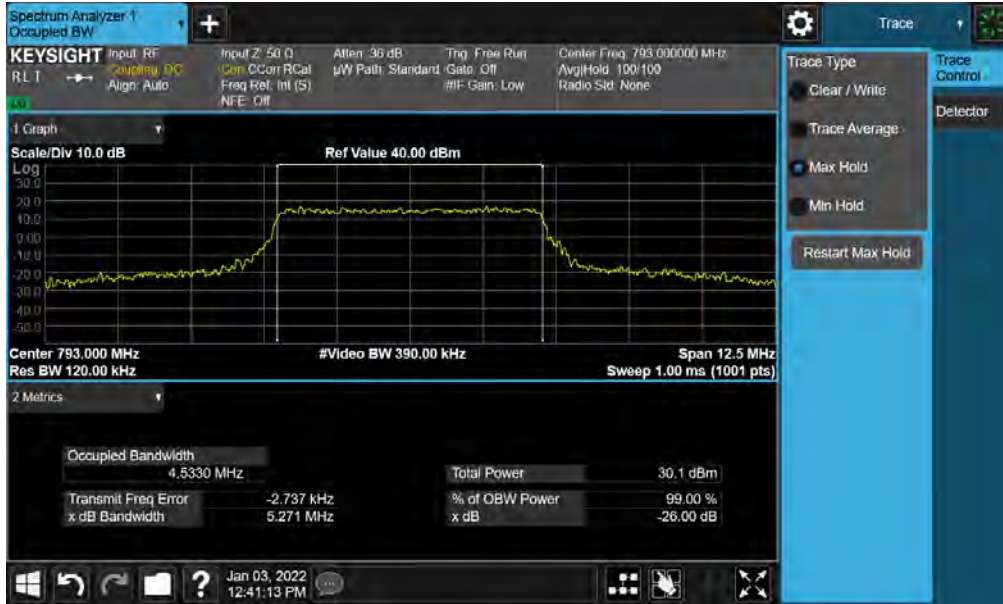 Spectrum Analyzer 1
Occupied BW
Trace
KEYSIGHT Input: RF
RLT
Coupling: DC
Align: Auto
Input Z: 50 Ω
Corr CCorr RCal
Freq Ref: Int (S)
NFE: Off
Atten: 36 dB
µW Path: Standard
Trig: Free Run
Gate: Off
#IF Gain: Low
Center Freq: 793.000000 MHz
Avg|Hold: 100/100
Radio Std: None
Trace Type
Clear / Write
Trace Average
Max Hold
Min Hold
Restart Max Hold
Trace
Control
Detector
1 Graph
Scale/Div 10.0 dB
Ref Value 40.00 dBm
Log
30.0
20.0
10.0
0.00
-10.0
-20.0
-30.0
-40.0
-50.0
Center 793.000 MHz
#Video BW 390.00 kHz
Span 12.5 MHz
Res BW 120.00 kHz
Sweep 1.00 ms (1001 pts)
2 Metrics
Occupied Bandwidth
4.5330 MHz
Total Power 30.1 dBm
Transmit Freq Error -2.737 kHz
% of OBW Power 99.00 %
x dB Bandwidth 5.271 MHz
x dB -26.00 dB
?
Jan 03, 2022
12:41:13 PM